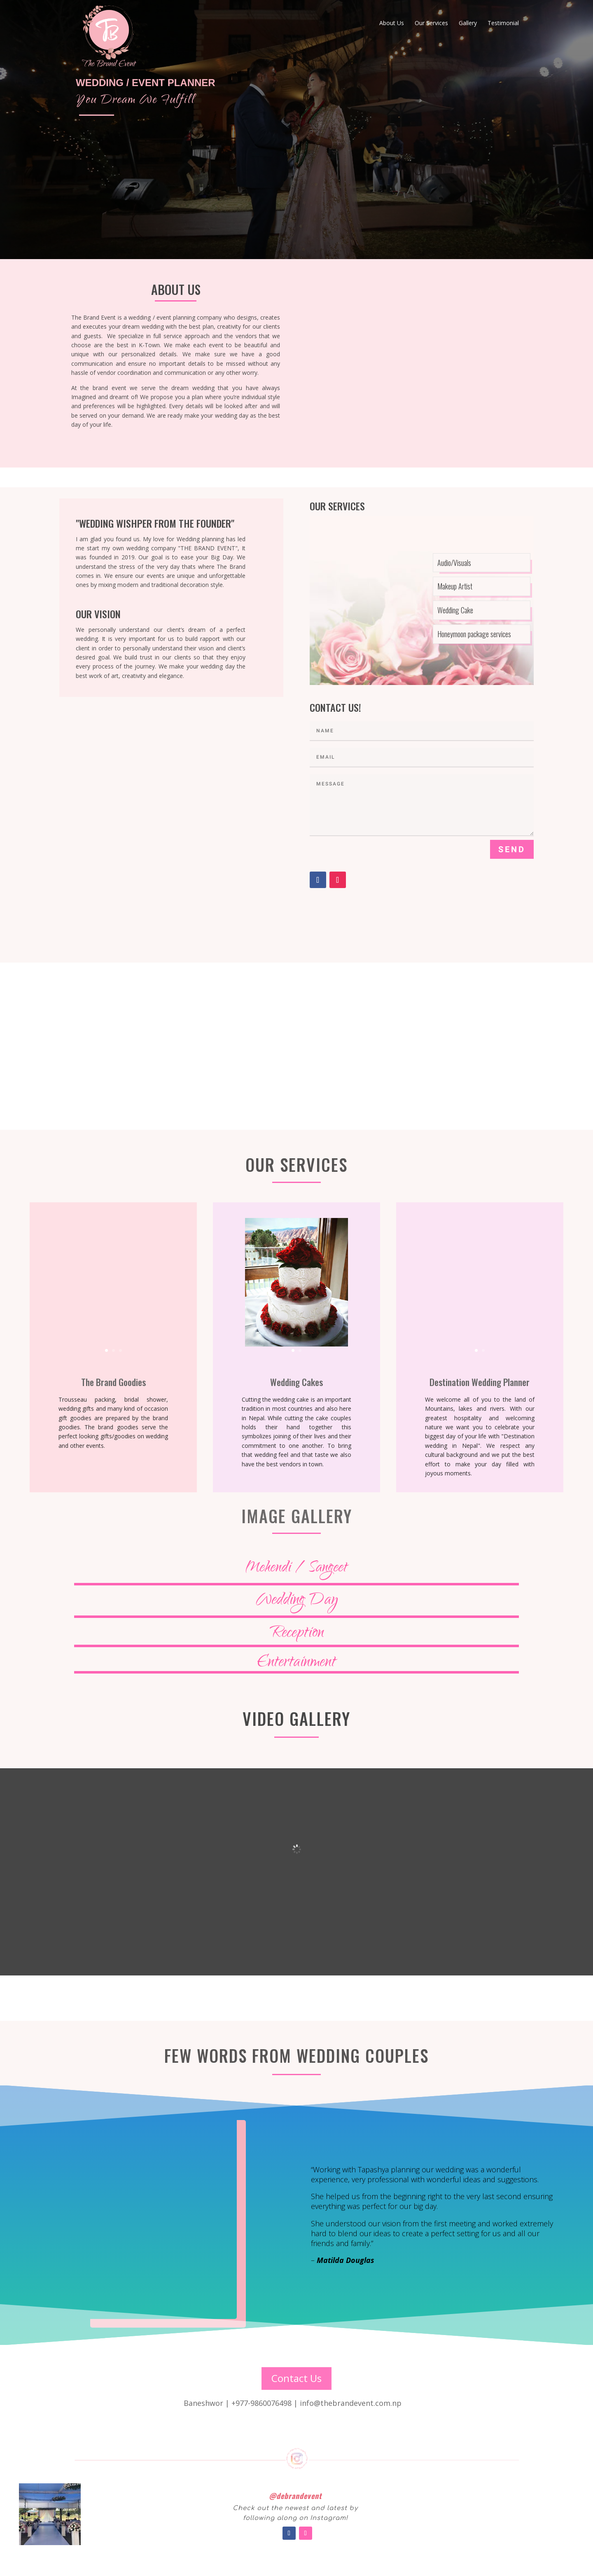 About Us
Our Services
Gallery
Testimonial
TB
The Brand Event
WEDDING / EVENT PLANNER
You Dream We Fulfill
ABOUT US
The Brand Event is a wedding / event planning company who designs, creates
and executes your dream wedding with the best plan, creativity for our clients
and guests. We specialize in full service approach and the vendors that we
choose are the best in K-Town. We make each event to be beautiful and
unique with our personalized details. We make sure we have a good
communication and ensure no important details to be missed without any
hassle of vendor coordination and communication or any other worry.
At the brand event we serve the dream wedding that you have always
Imagined and dreamt of! We propose you a plan where you're individual style
and preferences will be highlighted. Every details will be looked after and will
be served on your demand. We are ready make your wedding day as the best
day of your life.
"WEDDING WISHPER FROM THE FOUNDER"
I am glad you found us. My love for Wedding planning has led
me start my own wedding company "THE BRAND EVENT", It
was founded in 2019. Our goal is to ease your Big Day. We
understand the stress of the very day thats where The Brand
comes in. We ensure our events are unique and unforgettable
ones by mixing modern and traditional decoration style.
OUR VISION
We personally understand our client's dream of a perfect
wedding. It is very important for us to build rapport with our
client in order to personally understand their vision and client's
desired goal. We build trust in our clients so that they enjoy
every process of the journey. We make your wedding day the
best work of art, creativity and elegance.
OUR SERVICES
Audio/Visuals
Makeup Artist
Wedding Cake
Honeymoon package services
CONTACT US!
NAME
EMAIL
MESSAGE
SEND
OUR SERVICES
The Brand Goodies
Trousseau packing, bridal shower,
wedding gifts and many kind of occasion
gift goodies are prepared by the brand
goodies. The brand goodies serve the
perfect looking gifts/goodies on wedding
and other events.
Wedding Cakes
Cutting the wedding cake is an important
tradition in most countries and also here
in Nepal. While cutting the cake couples
holds their hand together this
symbolizes joining of their lives and their
commitment to one another. To bring
that wedding feel and that taste we also
have the best vendors in town.
Destination Wedding Planner
We welcome all of you to the land of
Mountains, lakes and rivers. With our
greatest hospitality and welcoming
nature we want you to celebrate your
biggest day of your life with "Destination
wedding in Nepal". We respect any
cultural background and we put the best
effort to make your day filled with
joyous moments.
IMAGE GALLERY
Mehendi / Sangeet
Wedding Day
Reception
Entertainment
VIDEO GALLERY
FEW WORDS FROM WEDDING COUPLES
"Working with Tapashya planning our wedding was a wonderful
experience, very professional with wonderful ideas and suggestions.
She helped us from the beginning right to the very last second ensuring
everything was perfect for our big day.
She understood our vision from the first meeting and worked extremely
hard to blend our ideas to create a perfect setting for us and all our
friends and family."
– Matilda Douglas
Contact Us
Baneshwor | +977-9860076498 | info@thebrandevent.com.np
@debrandevent
Check out the newest and latest by
following along on Instagram!